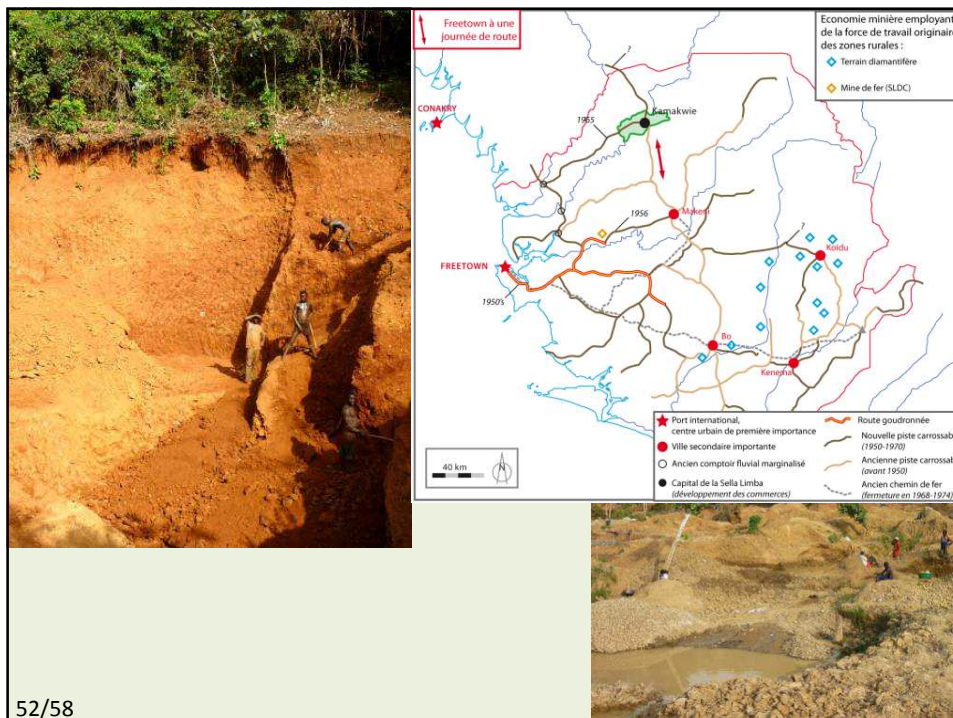 Freetown à une
journée de route
Economie minière employant
de la force de travail originaire
des zones rurales :
Terrain diamantifère
Mine de fer (SLDC)
CONAKRY
1965
?
Kamakwie
1956
Makeni
?
Koidu
FREETOWN
1950's
Bo
Kenema
40 km
N
Port international,
centre urbain de première importance
Ville secondaire importante
Ancien comptoir fluvial marginalisé
Capital de la Sella Limba
(développement des commerces)
Route goudronnée
Nouvelle piste carrossab
(1950-1970)
Ancienne piste carrossab
(avant 1950)
Ancien chemin de fer
(fermeture en 1968-1974)
52/58